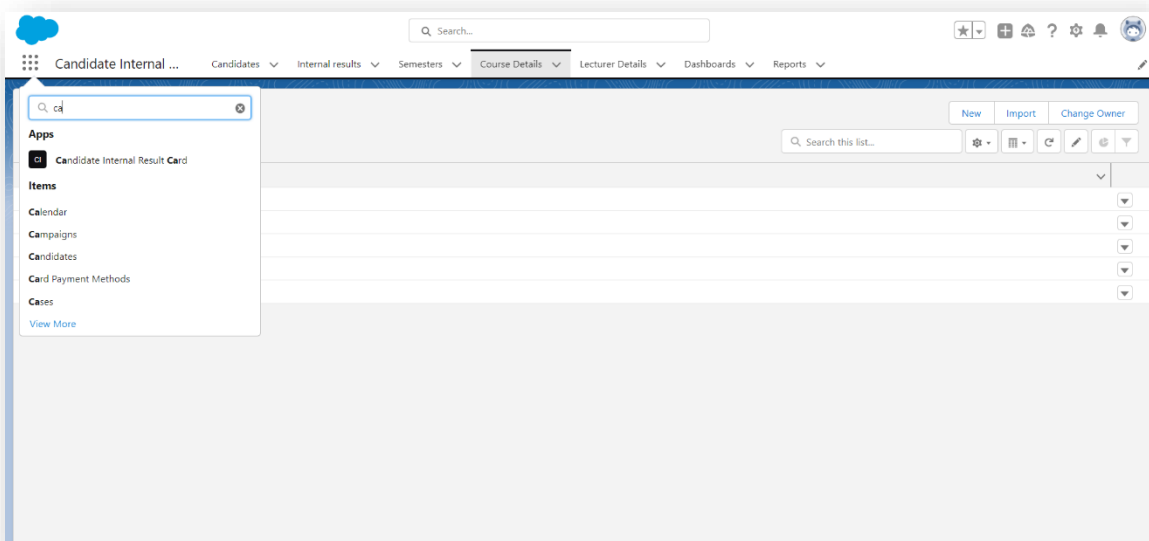 Search...
Candidate Internal ...
Candidates
Internal results
Semesters
Course Details
Lecturer Details
Dashboards
Reports
ca
New
Import
Change Owner
Search this list...
Apps
CI
Candidate Internal Result Card
Items
Calendar
Campaigns
Candidates
Card Payment Methods
Cases
View More